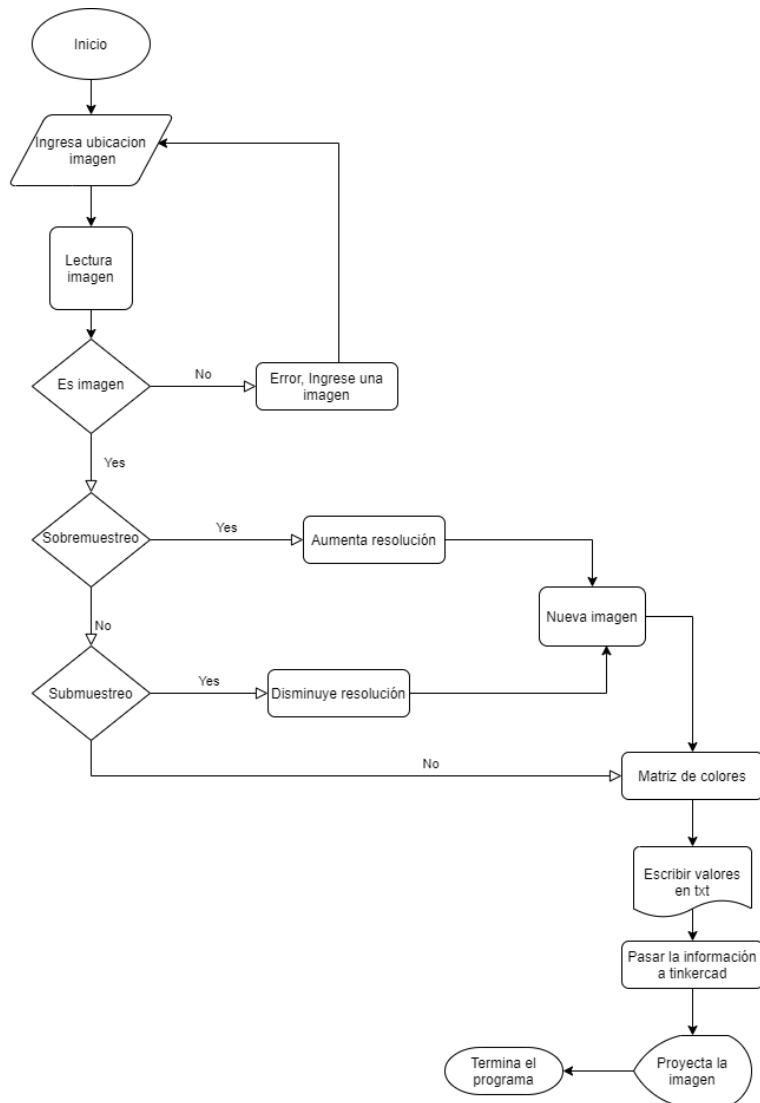 Inicio
Ingresa ubicacion
imagen
Lectura
imagen
Es imagen
No
Error, Ingrese una
imagen
Yes
Sobremuestreo
Yes
Aumenta resolución
Nueva imagen
No
Submuestreo
Yes
Disminuye resolución
No
Matriz de colores
Escribir valores
en txt
Pasar la información
a tinkercad
Proyecta la
imagen
Termina el
programa